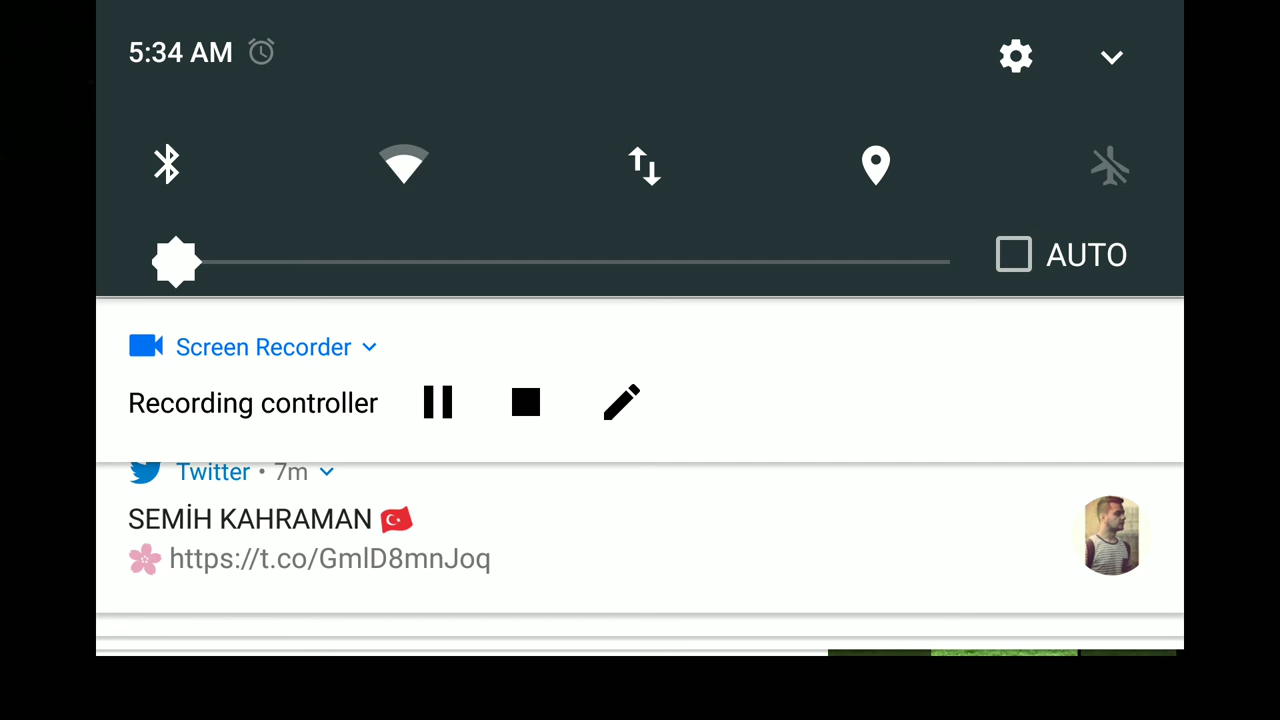 5:34 AM
AUTO
Screen Recorder
Recording controller
Twitter • 7m
SEMİH KAHRAMAN 🇹🇷
🌸 https://t.co/GmlD8mnJoq